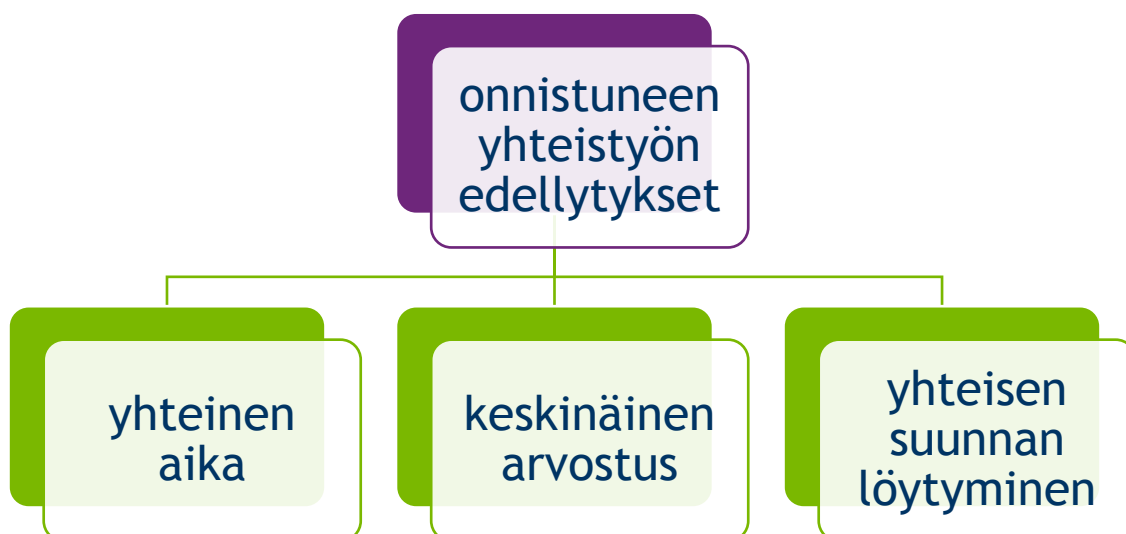 onnistuneen
yhteistyön
edellytykset
yhteinen
aika
keskinäinen
arvostus
yhteisen
suunnan
löytyminen